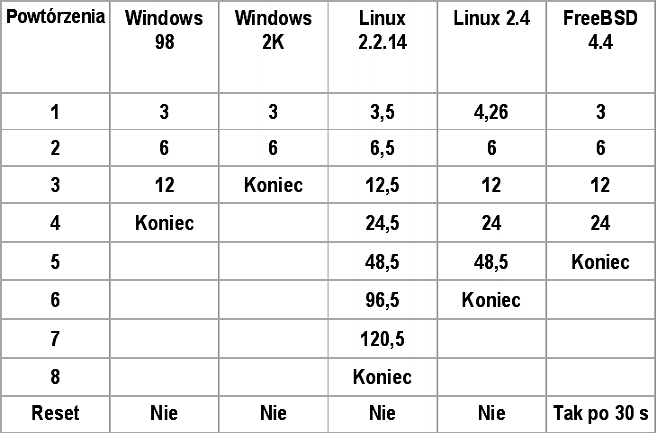 Powtórzenia Windows 98 Windows 2K Linux 2.2.14 Linux 2.4 FreeBSD 4.4
1 3 3 3,5 4,26 3
2 6 6 6,5 6 6
3 12 Koniec 12,5 12 12
4 Koniec 24,5 24 24
5 48,5 48,5 Koniec
6 96,5 Koniec
7 120,5
8 Koniec
Reset Nie Nie Nie Nie Tak po 30 s